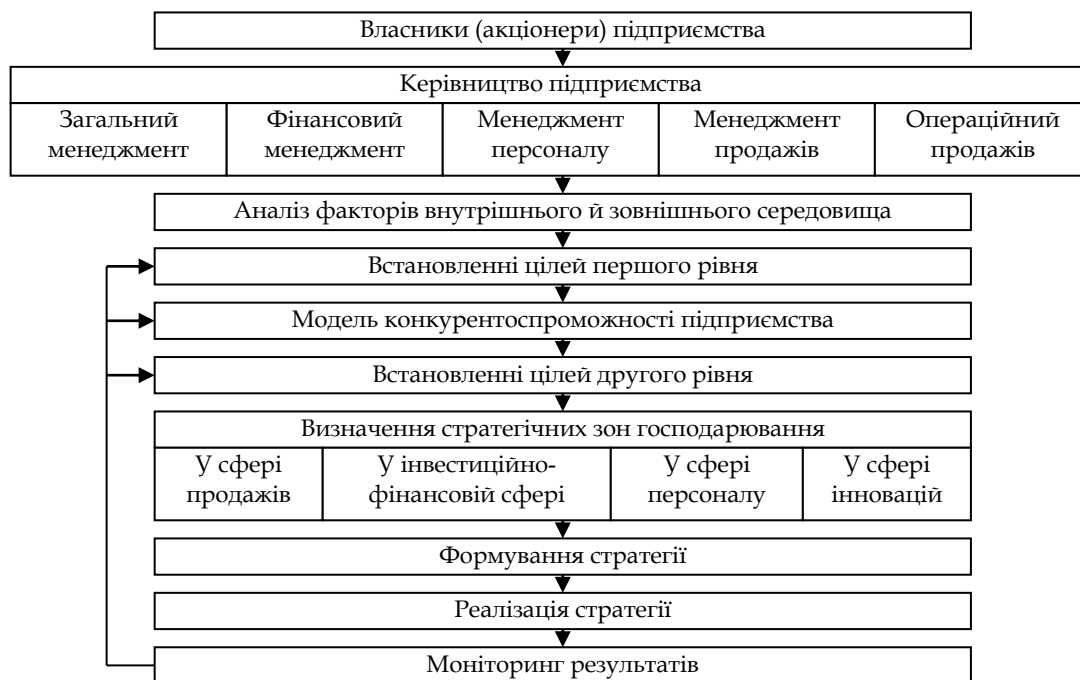 Власники (акціонери) підприємства
Керівництво підприємства
Загальний
менеджмент
Фінансовий
менеджмент
Менеджмент
персоналу
Менеджмент
продажів
Операційний
продажів
Аналіз факторів внутрішнього й зовнішнього середовища
Встановленні цілей першого рівня
Модель конкурентоспроможності підприємства
Встановленні цілей другого рівня
Визначення стратегічних зон господарювання
У сфері
продажів
У інвестиційно-
фінансовій сфері
У сфері
персоналу
У сфері
інновацій
Формування стратегії
Реалізація стратегії
Моніторинг результатів